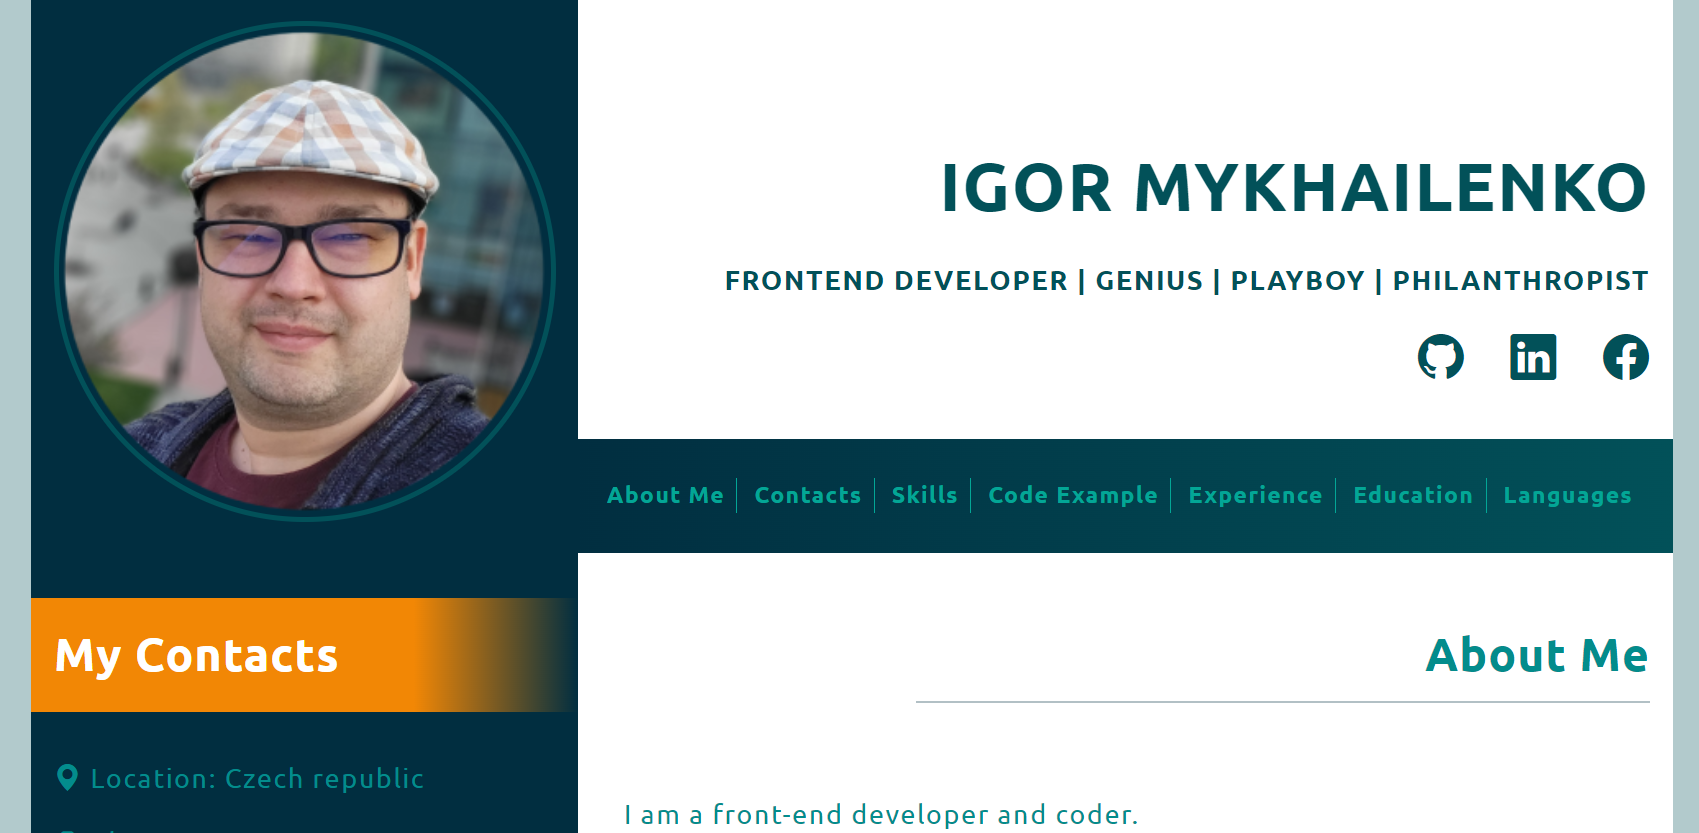 IGOR MYKHAILENKO
FRONTEND DEVELOPER | GENIUS | PLAYBOY | PHILANTHROPIST
in
About Me
Contacts
Skills
Code Example
Experience
Education
Languages
My Contacts
Location: Czech republic
About Me
I am a front-end developer and coder.